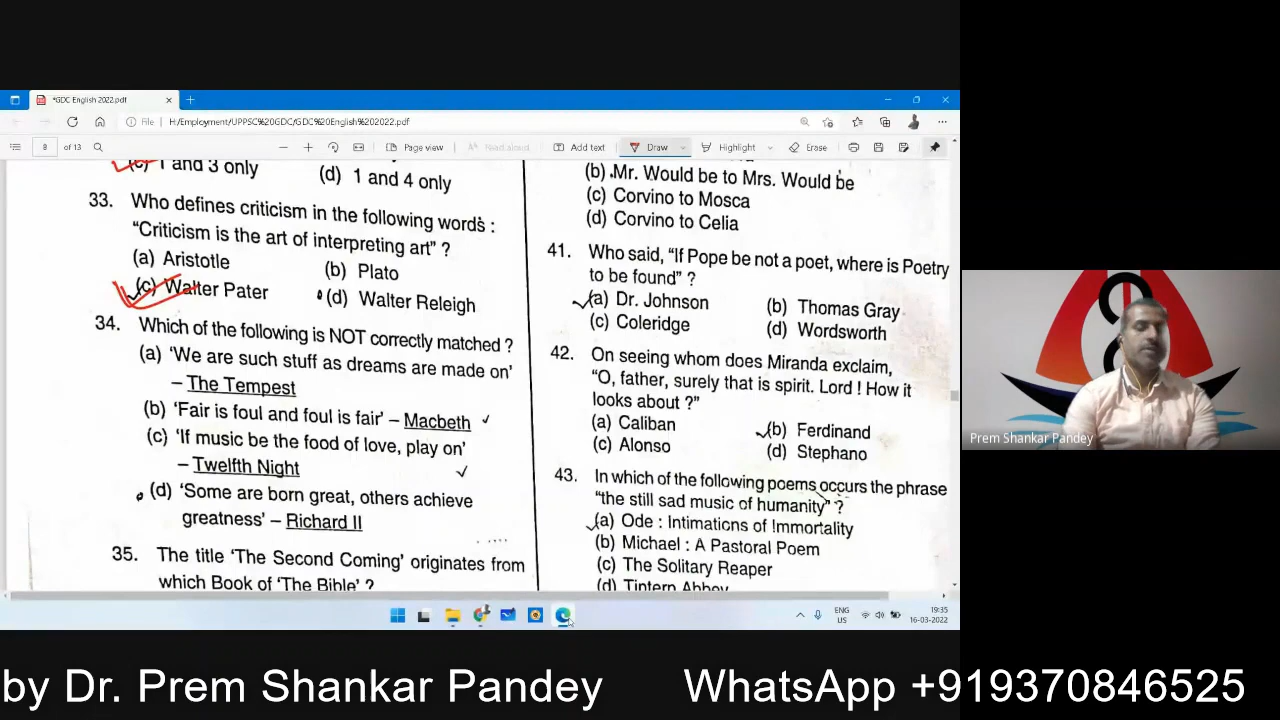 *GDC English 2022.pdf
File
H:/Employment/UPPSC%20GDC/GDC%20English%202022.pdf
8
of 13
Page view
Read aloud
Add text
Draw
Highlight
Erase
(c) 1 and 3 only
(d) 1 and 4 only
33. Who defines criticism in the following words :
“Criticism is the art of interpreting art” ?
(a) Aristotle
(b) Plato
(c) Walter Pater
(d) Walter Releigh
34. Which of the following is NOT correctly matched ?
(a) ‘We are such stuff as dreams are made on’
– The Tempest
(b) ‘Fair is foul and foul is fair’ – Macbeth
(c) ‘If music be the food of love, play on’
– Twelfth Night
(d) ‘Some are born great, others achieve
greatness’ – Richard II
35. The title ‘The Second Coming’ originates from
which Book of ‘The Bible’ ?
(b) Mr. Would be to Mrs. Would be
(c) Corvino to Mosca
(d) Corvino to Celia
41. Who said, “If Pope be not a poet, where is Poetry
to be found” ?
(a) Dr. Johnson
(b) Thomas Gray
(c) Coleridge
(d) Wordsworth
42. On seeing whom does Miranda exclaim,
“O, father, surely that is spirit. Lord ! How it
looks about ?”
(a) Caliban
(b) Ferdinand
(c) Alonso
(d) Stephano
43. In which of the following poems occurs the phrase
“the still sad music of humanity” ?
(a) Ode : Intimations of Immortality
(b) Michael : A Pastoral Poem
(c) The Solitary Reaper
(d) Tintern Abbey
ENG
US
19:35
16-03-2022
Prem Shankar Pandey
by Dr. Prem Shankar Pandey WhatsApp +919370846525